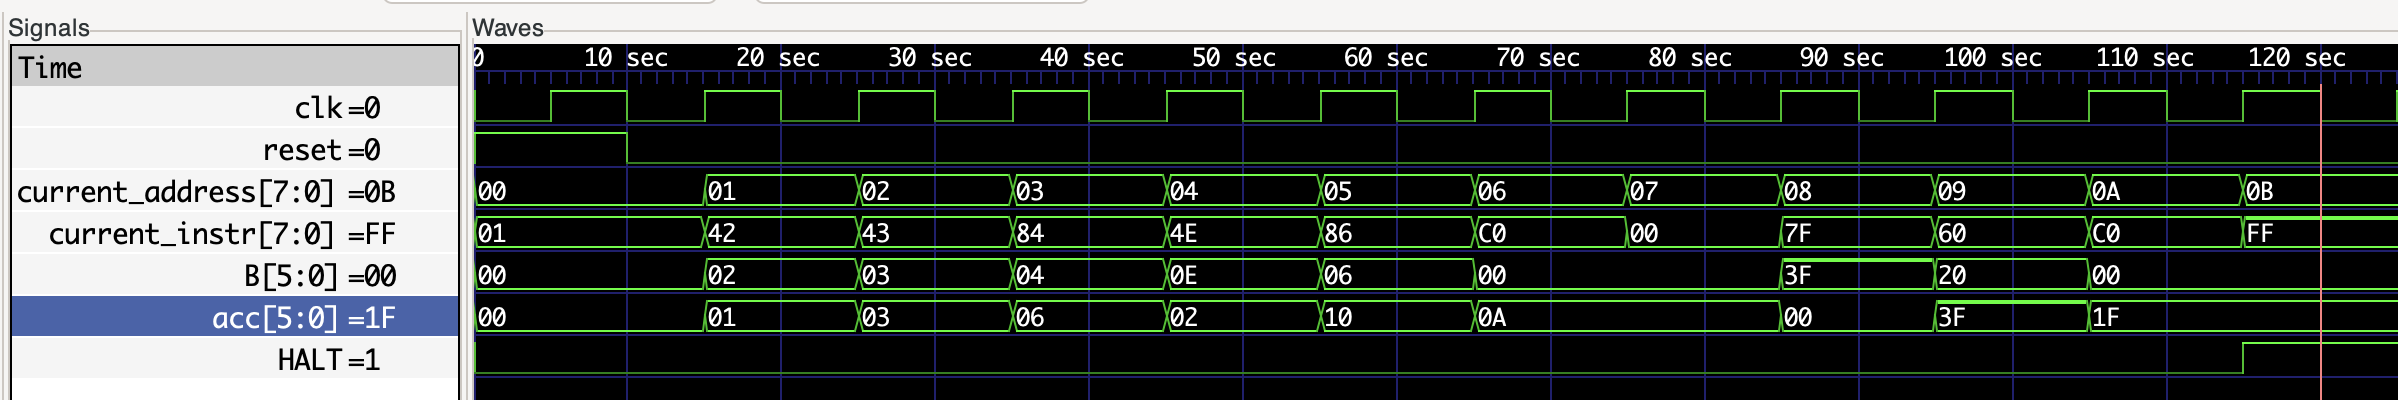 Signals Waves
Time 0 10 sec 20 sec 30 sec 40 sec 50 sec 60 sec 70 sec 80 sec 90 sec 100 sec 110 sec 120 sec
clk=0
reset=0
current_address[7:0] =0B 00 01 02 03 04 05 06 07 08 09 0A 0B
current_instr[7:0] =FF 01 42 43 84 4E 86 C0 00 7F 60 C0 FF
B[5:0] =00 00 02 03 04 0E 06 00 3F 20 00
acc[5:0] =1F 00 01 03 06 02 10 0A 00 3F 1F
HALT=1